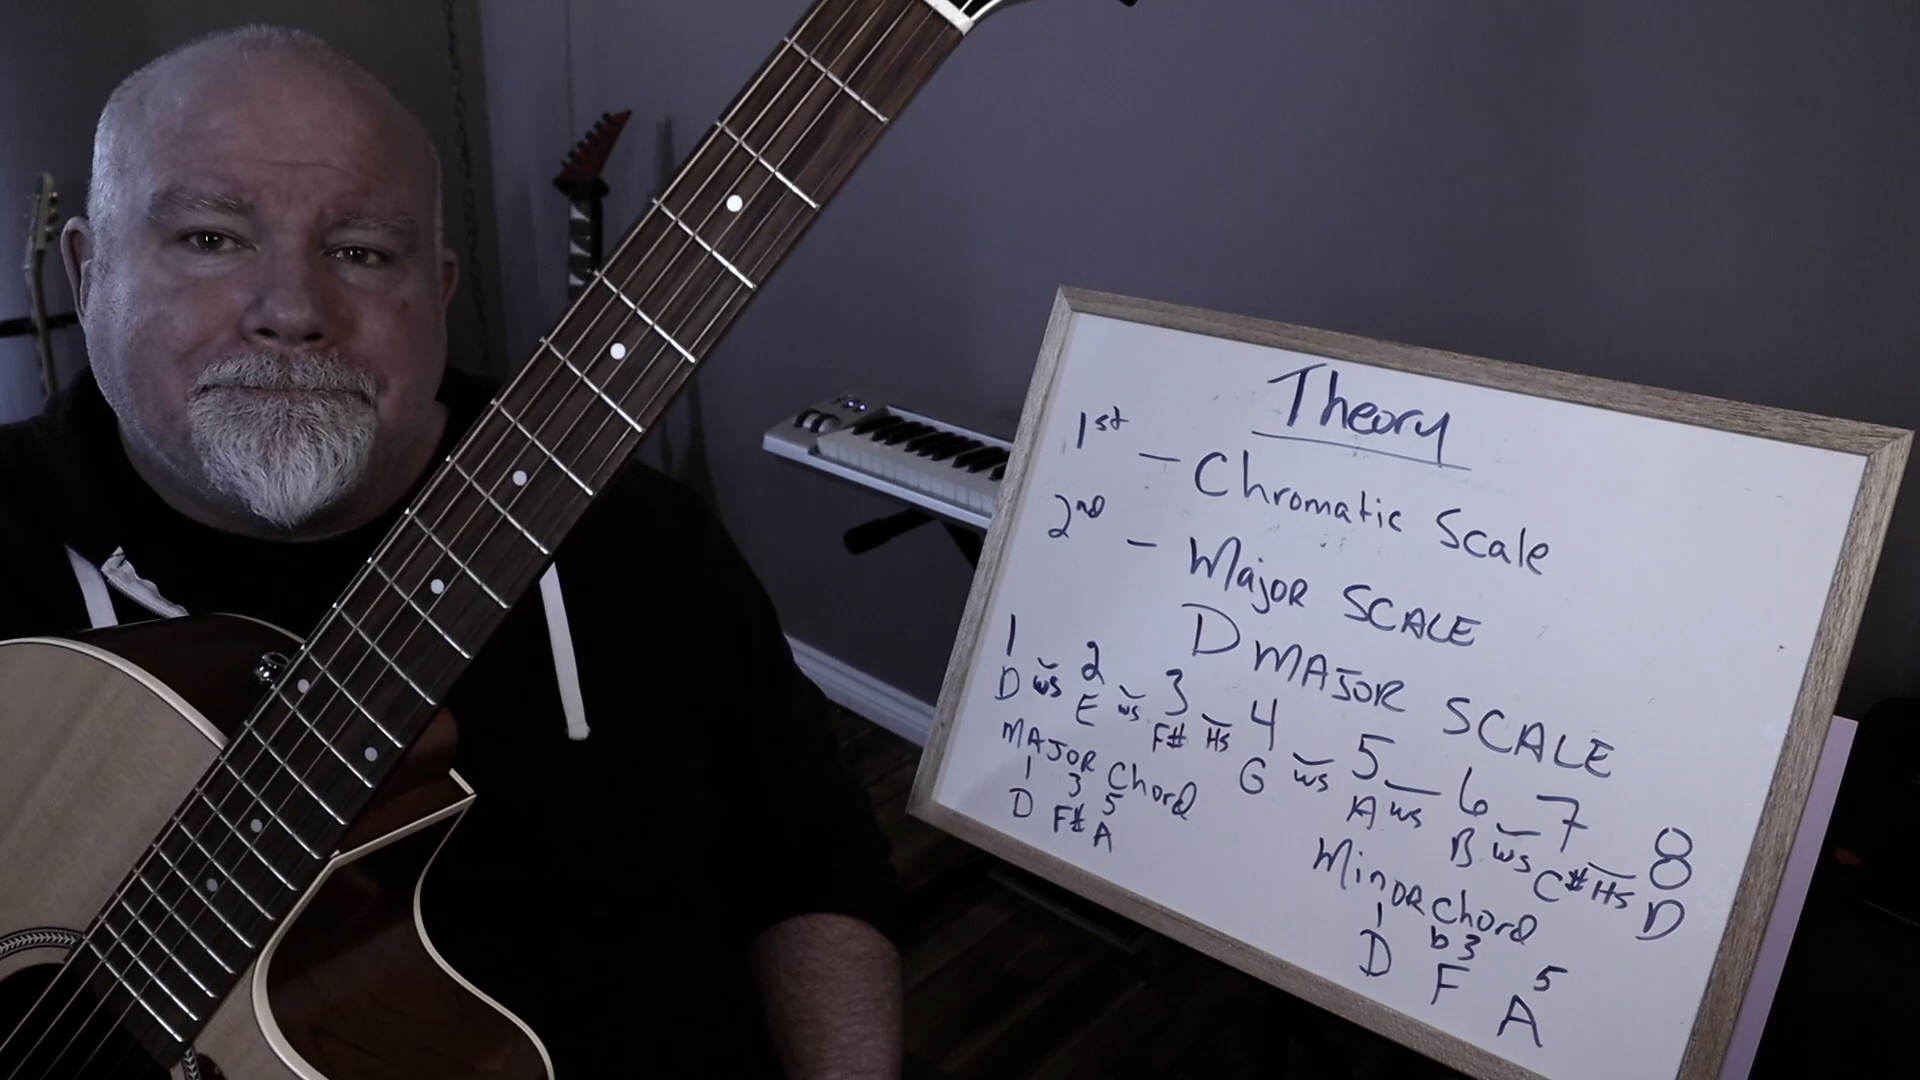 Theory
1st - Chromatic Scale
2nd - Major SCALE
D MAJOR SCALE
1 2 3 4 5 6 7 8
D ws E ws F# Hs G ws A ws B ws C# Hs D
MAJOR Chord
1 3 5
D F# A
MinOR Chord
1 b3 5
D F A